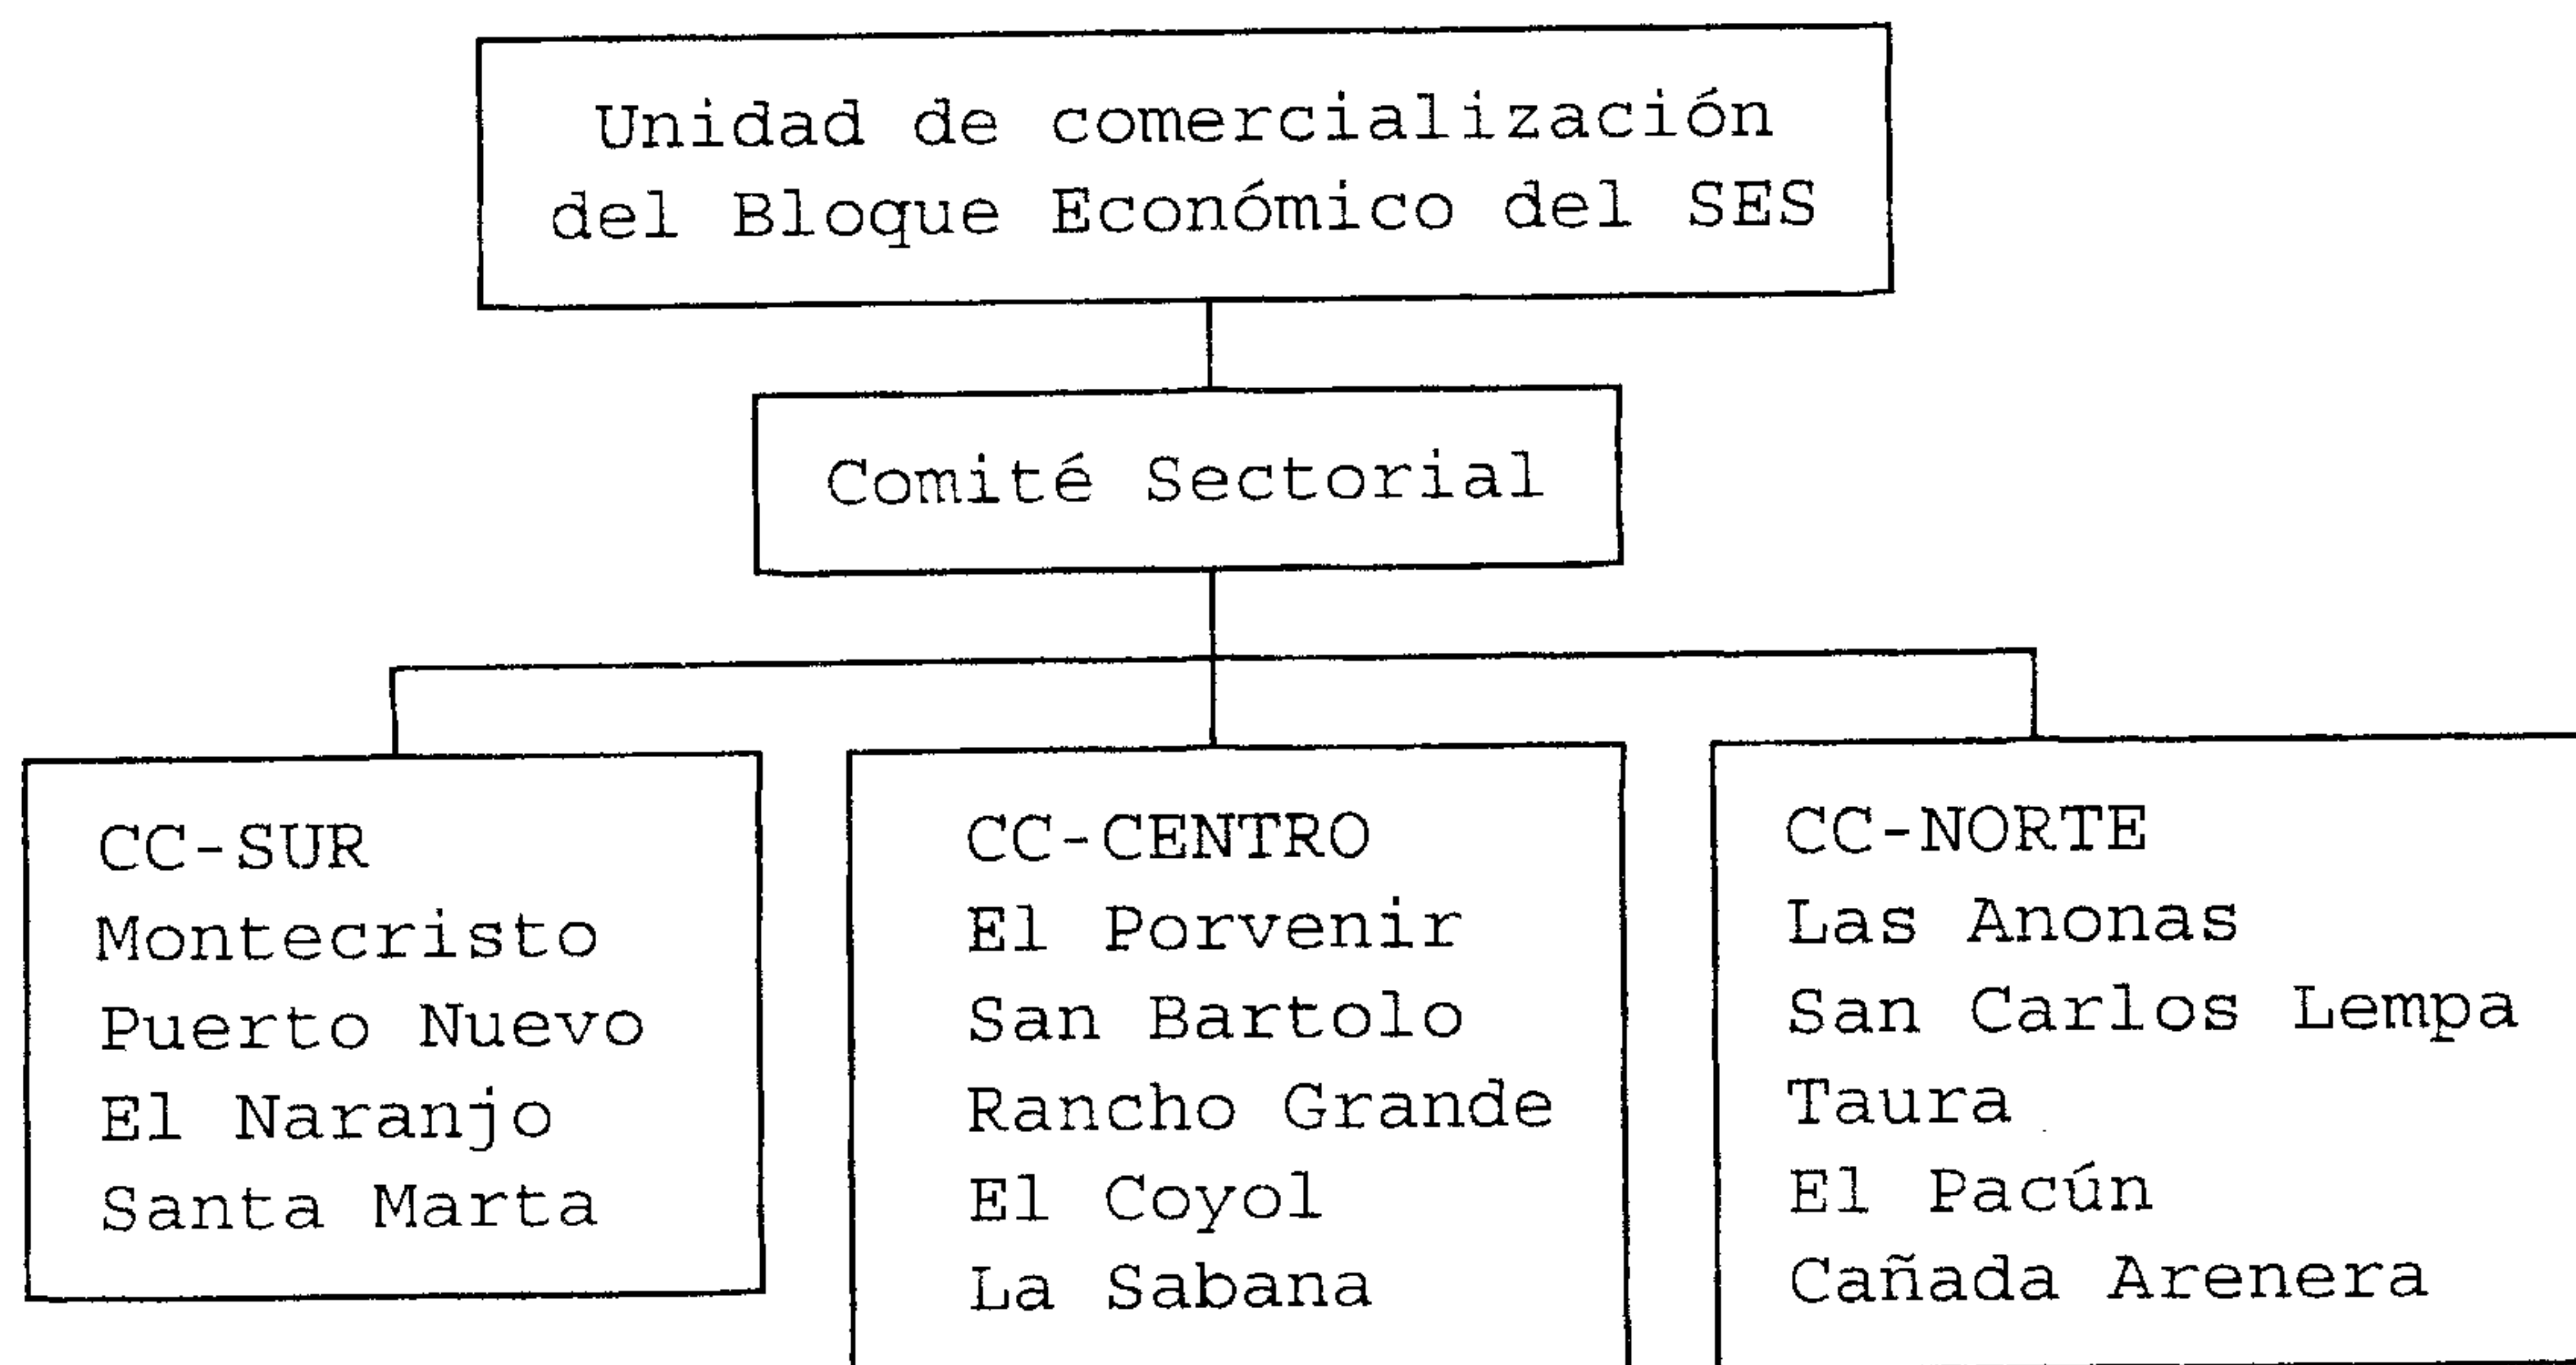 Unidad de comercialización
del Bloque Económico del SES
Comité Sectorial
CC-SUR
Montecristo
Puerto Nuevo
El Naranjo
Santa Marta
CC-CENTRO
El Porvenir
San Bartolo
Rancho Grande
El Coyol
La Sabana
CC-NORTE
Las Anonas
San Carlos Lempa
Taura
El Pacún
Cañada Arenera